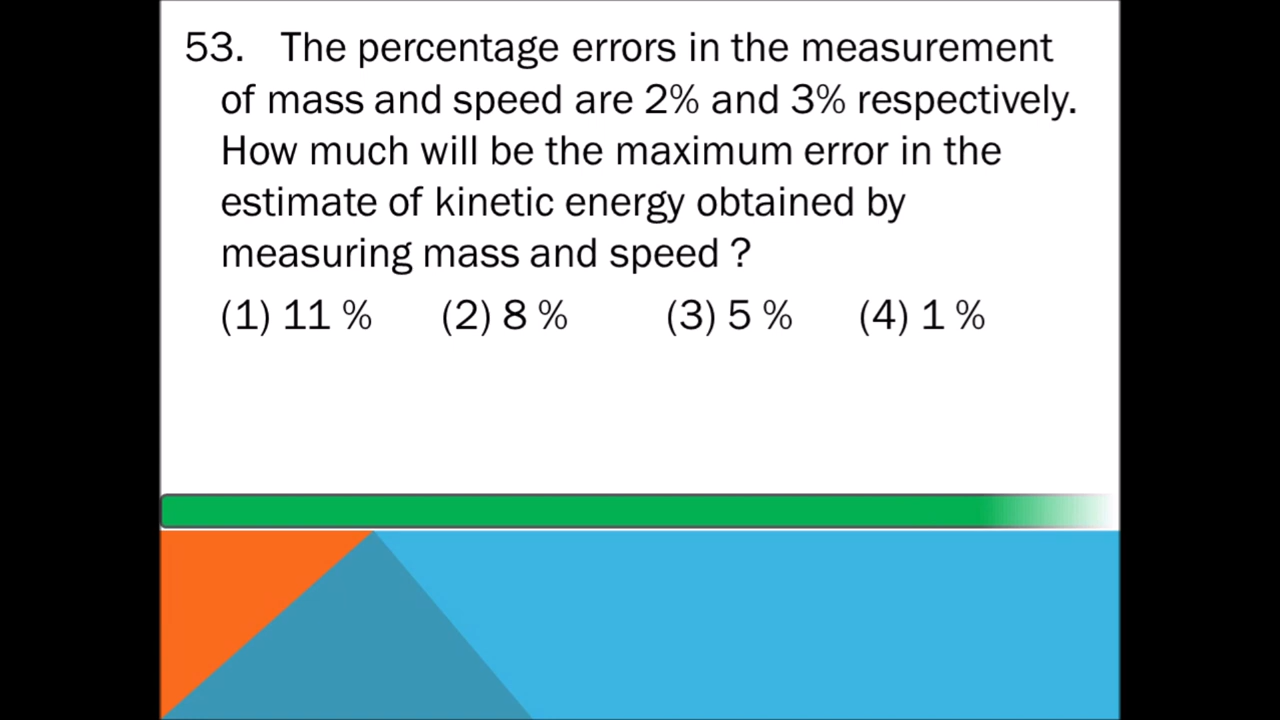 53. The percentage errors in the measurement
of mass and speed are 2% and 3% respectively.
How much will be the maximum error in the
estimate of kinetic energy obtained by
measuring mass and speed ?
(1) 11 % (2) 8 % (3) 5 % (4) 1 %